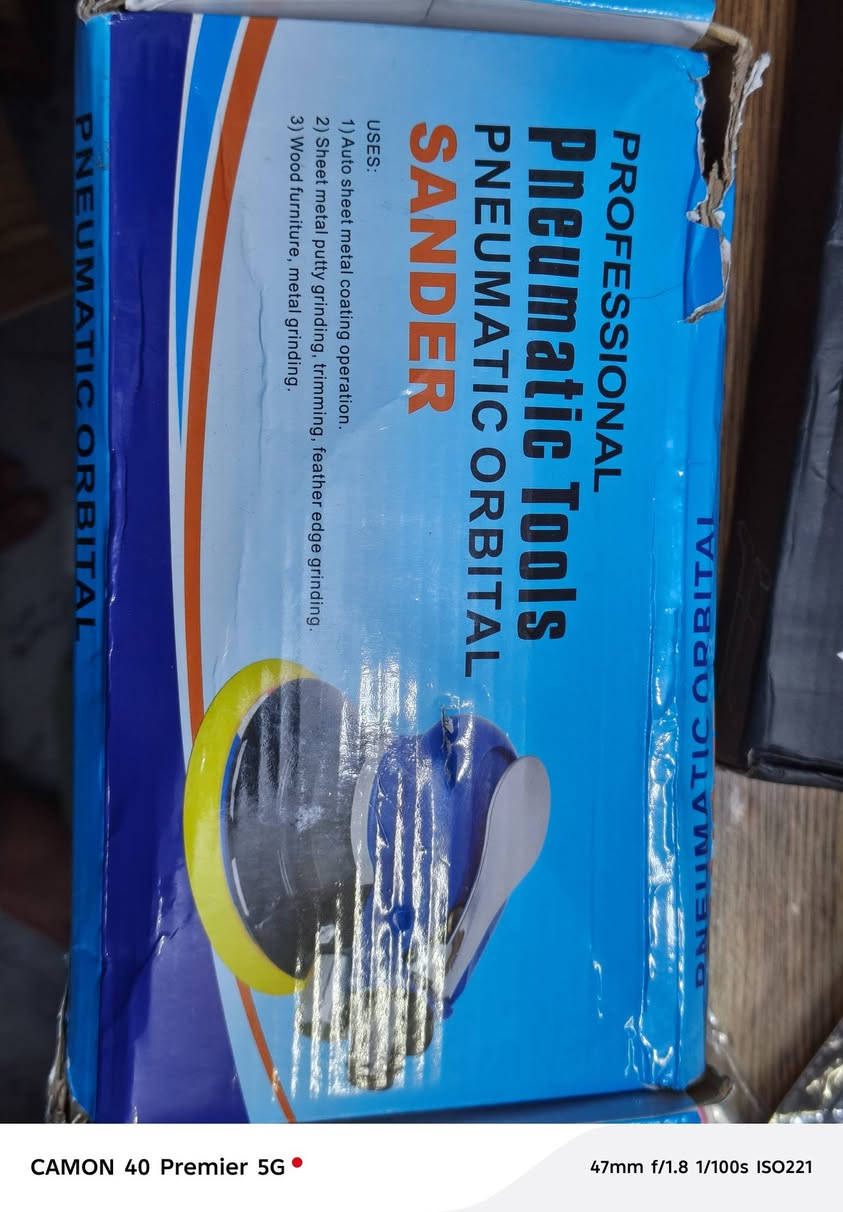 PROFESSIONAL
Pneumatic Tools
PNEUMATIC ORBITAL
SANDER
USES:
1) Auto sheet metal coating operation.
2) Sheet metal putty grinding, trimming, feather edge grinding.
3) Wood furniture, metal grinding.
PNEUMATIC ORBITAL
PNEUMATIC ORBITAL
CAMON 40 Premier 5G
47mm f/1.8 1/100s ISO221